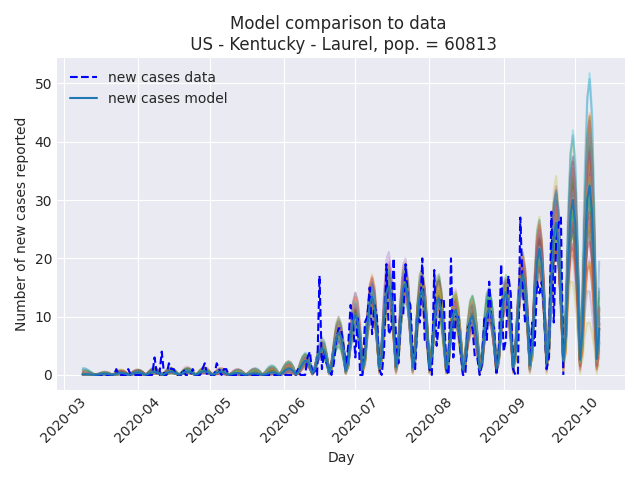 Model comparison to data
US - Kentucky - Laurel, pop. = 60813
new cases data
new cases model
Number of new cases reported
50
40
30
20
10
0
2020-03
2020-04
2020-05
2020-06
2020-07
2020-08
2020-09
2020-10
Day